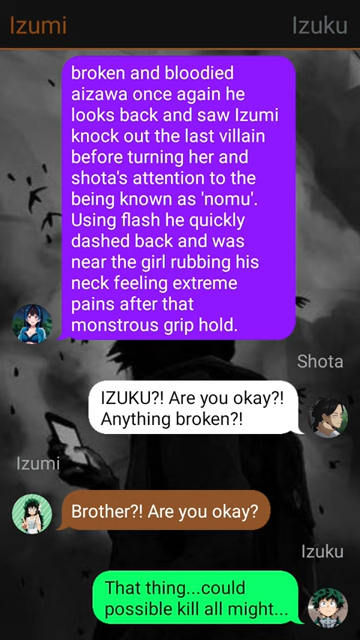 Izumi Izuku
broken and bloodied
aizawa once again he
looks back and saw Izumi
knock out the last villain
before turning her and
shota's attention to the
being known as 'nomu'.
Using flash he quickly
dashed back and was
near the girl rubbing his
neck feeling extreme
pains after that
monstrous grip hold.
Shota
IZUKU?! Are you okay?!
Anything broken?!
Izumi
Brother?! Are you okay?
Izuku
That thing...could
possible kill all might...